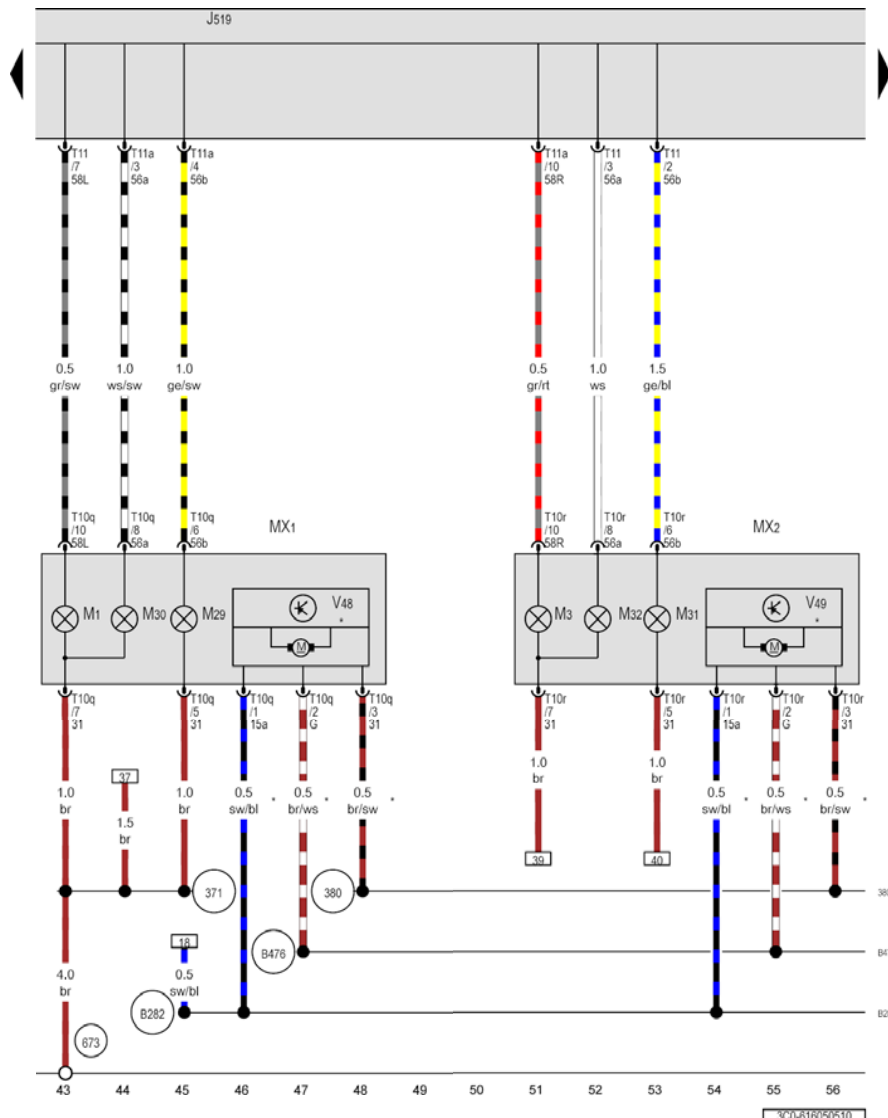 J519
T11 T11a T11a T11a T11 T11
/7 /3 /4 /10 /3 /2
58L 56a 56b 58R 56a 56b
0.5 1.0 1.0 0.5 1.0 1.5
gr/sw ws/sw ge/sw gr/rt ws ge/bl
T10q T10q T10q MX1 T10r T10r T10r MX2
/10 /8 /6 /10 /8 /6
58L 56a 56b 58R 56a 56b
M1 M30 M29 V48 M3 M32 M31 V49
* *
M M
T10q T10q T10q T10q T10q T10r T10r T10r T10r T10r
/7 /5 /1 /2 /3 /7 /5 /1 /2 /3
31 31 15a G 31 31 31 15a G 31
37
1.0 1.0 0.5 * 0.5 * 0.5 * 1.0 1.0 0.5 * 0.5 * 0.5 *
br br sw/bl br/ws br/sw br br sw/bl br/ws br/sw
1.5
br
39 40
371 380
18 B476
4.0 0.5
br sw/bl
B282
673
43 44 45 46 47 48 49 50 51 52 53 54 55 56
3C0-616050510